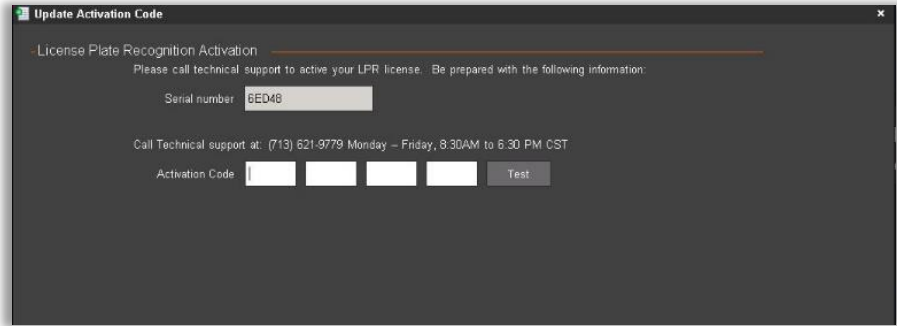 Update Activation Code
License Plate Recognition Activation
Please call technical support to active your LPR license. Be prepared with the following information:
Serial number 6ED48
Call Technical support at: (713) 621-9779 Monday – Friday, 8:30AM to 6:30 PM CST
Activation Code Test